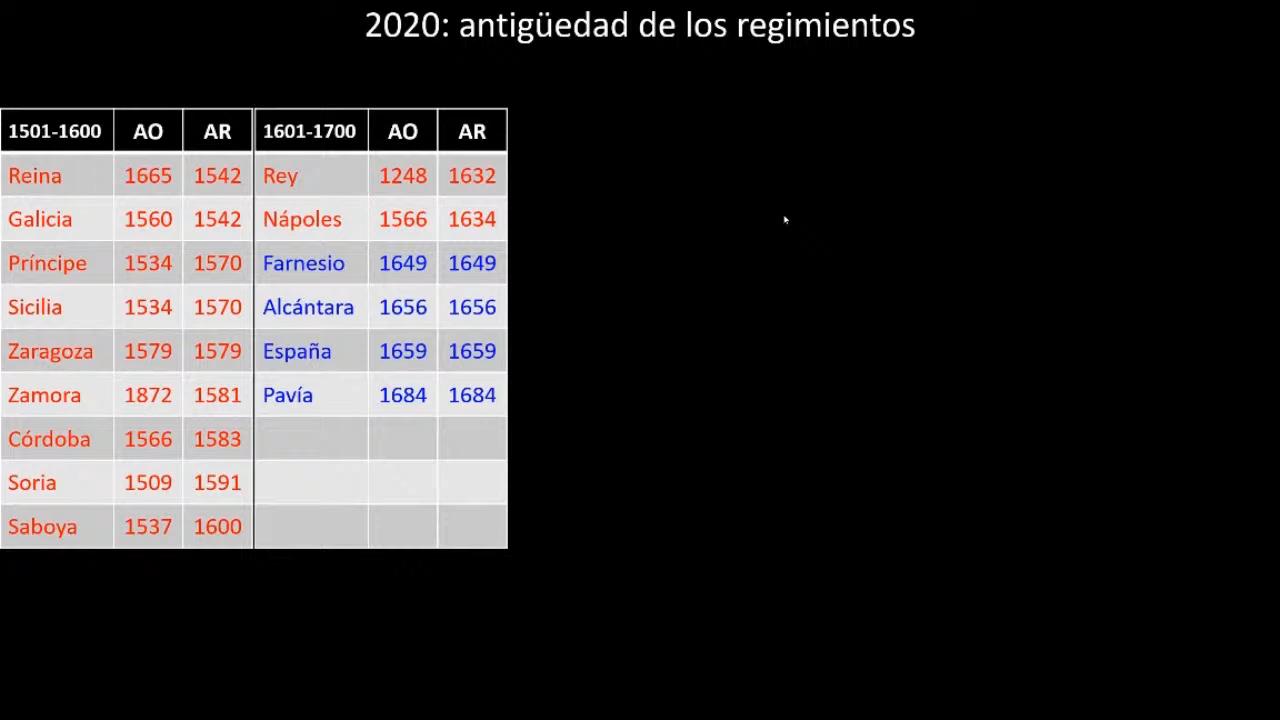 2020: antigüedad de los regimientos
1501-1600 AO AR 1601-1700 AO AR
Reina 1665 1542 Rey 1248 1632
Galicia 1560 1542 Nápoles 1566 1634
Príncipe 1534 1570 Farnesio 1649 1649
Sicilia 1534 1570 Alcántara 1656 1656
Zaragoza 1579 1579 España 1659 1659
Zamora 1872 1581 Pavía 1684 1684
Córdoba 1566 1583
Soria 1509 1591
Saboya 1537 1600